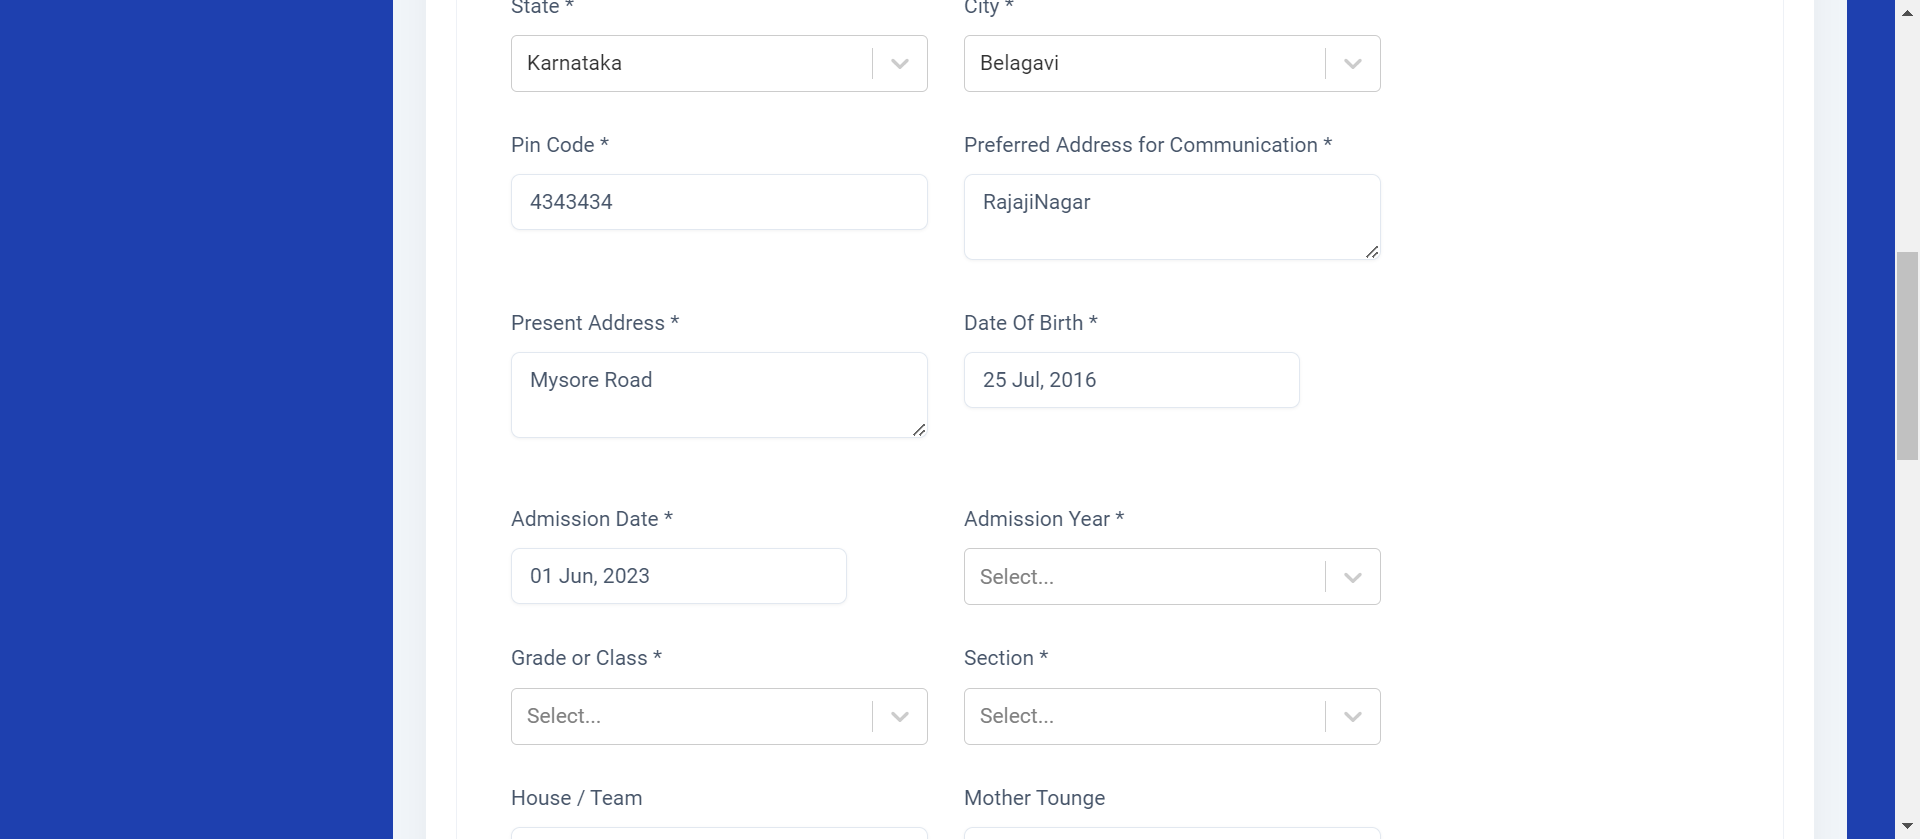 State *
City *
Karnataka
Belagavi
Pin Code *
Preferred Address for Communication *
4343434
RajajiNagar
Present Address *
Date Of Birth *
Mysore Road
25 Jul, 2016
Admission Date *
Admission Year *
01 Jun, 2023
Select...
Grade or Class *
Section *
Select...
Select...
House / Team
Mother Tounge